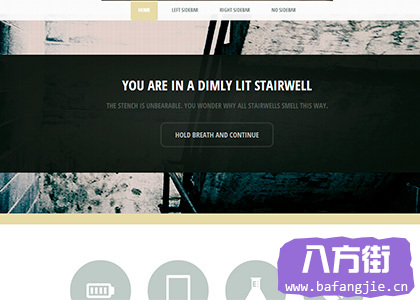 HOME LEFT SIDEBAR RIGHT SIDEBAR NO SIDEBAR
YOU ARE IN A DIMLY LIT STAIRWELL
THE STENCH IS UNBEARABLE. YOU WONDER WHY ALL STAIRWELLS SMELL THIS WAY.
HOLD BREATH AND CONTINUE
八方街
www.bafangjie.cn